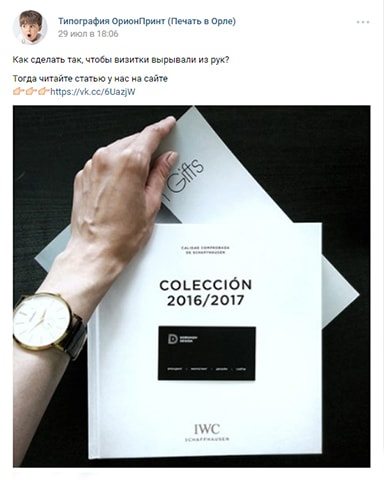 Типография ОрионПринт (Печать в Орле)
29 июл в 18:06
Как сделать так, чтобы визитки вырывали из рук?
Тогда читайте статью у нас на сайте
👉👉👉https://vk.cc/6UazjW
Gifts
CALIDAD COMPROBADA
DE SCHAFFHAUSEN
COLECCIÓN
2016/2017
D
DESIGN
IWC
SCHAFFHAUSEN